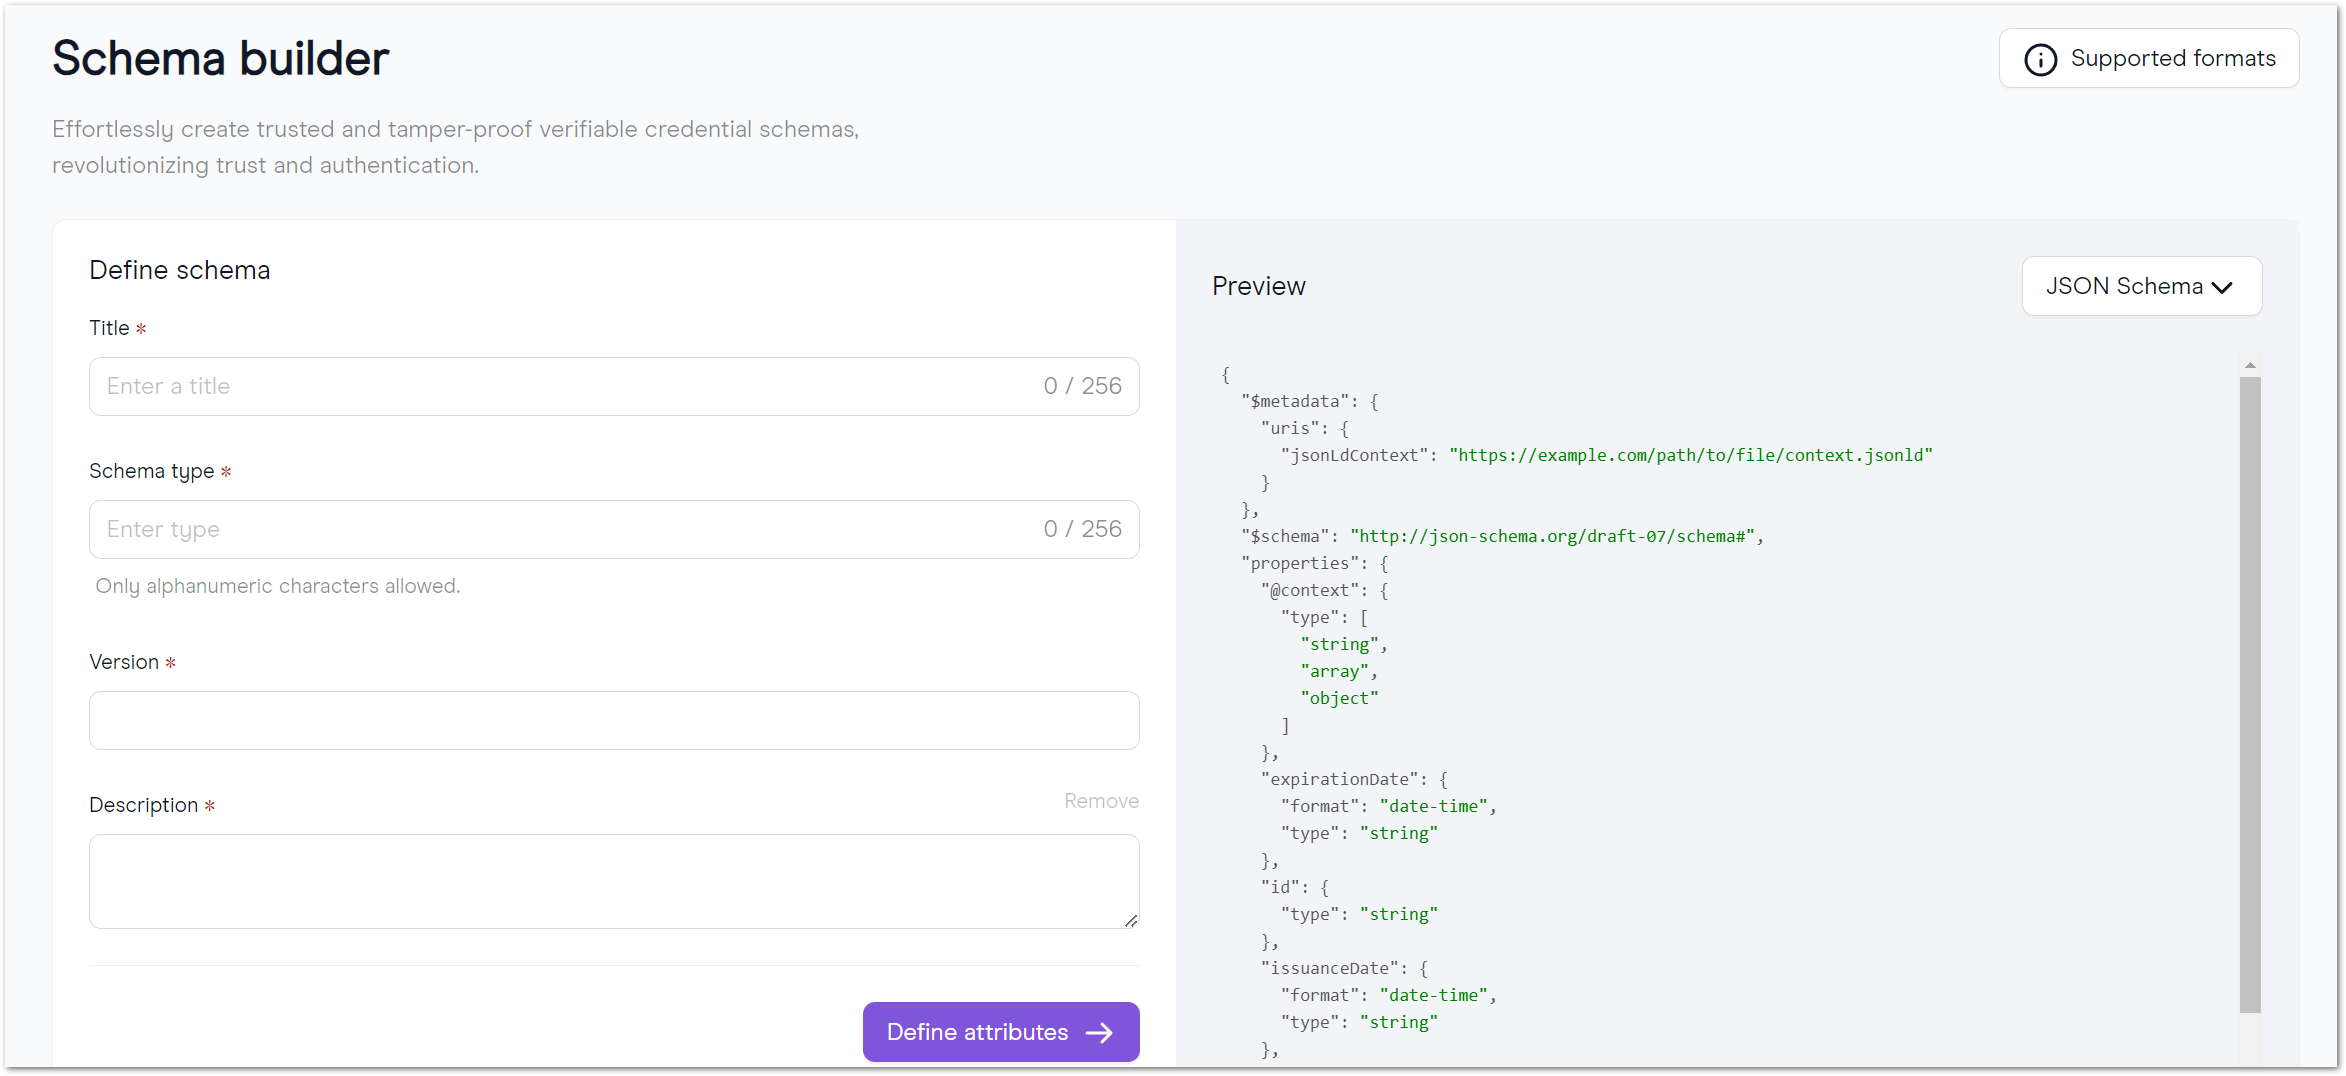 Schema builder
Supported formats
Effortlessly create trusted and tamper-proof verifiable credential schemas,
revolutionizing trust and authentication.
Define schema
Title *
Enter a title
0 / 256
Schema type *
Enter type
0 / 256
Only alphanumeric characters allowed.
Version *
Description *
Remove
Define attributes →
Preview
JSON Schema
{
  "$metadata": {
    "uris": {
      "jsonLdContext": "https://example.com/path/to/file/context.jsonld"
    }
  },
  "$schema": "http://json-schema.org/draft-07/schema#",
  "properties": {
    "@context": {
      "type": [
        "string",
        "array",
        "object"
      ]
    },
    "expirationDate": {
      "format": "date-time",
      "type": "string"
    },
    "id": {
      "type": "string"
    },
    "issuanceDate": {
      "format": "date-time",
      "type": "string"
    },